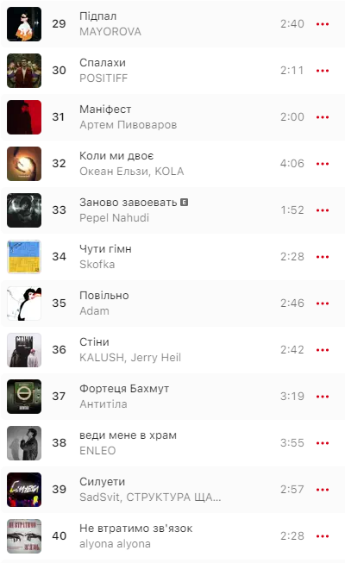 29
Підпал
MAYOROVA
2:40
30
Спалахи
POSITIFF
2:11
31
Маніфест
Артем Пивоваров
2:00
32
Коли ми двоє
Океан Ельзи, KOLA
4:06
33
Заново завоевать E
Pepel Nahudi
1:52
34
Чути гімн
Skofka
2:28
35
Повільно
Adam
2:46
36
Стіни
KALUSH, Jerry Heil
2:42
37
Фортеця Бахмут
Антитіла
3:19
38
веди мене в храм
ENLEO
3:55
39
Силуети
SadSvit, СТРУКТУРА ЩА...
2:57
40
Не втратимо зв'язок
alyona alyona
2:28